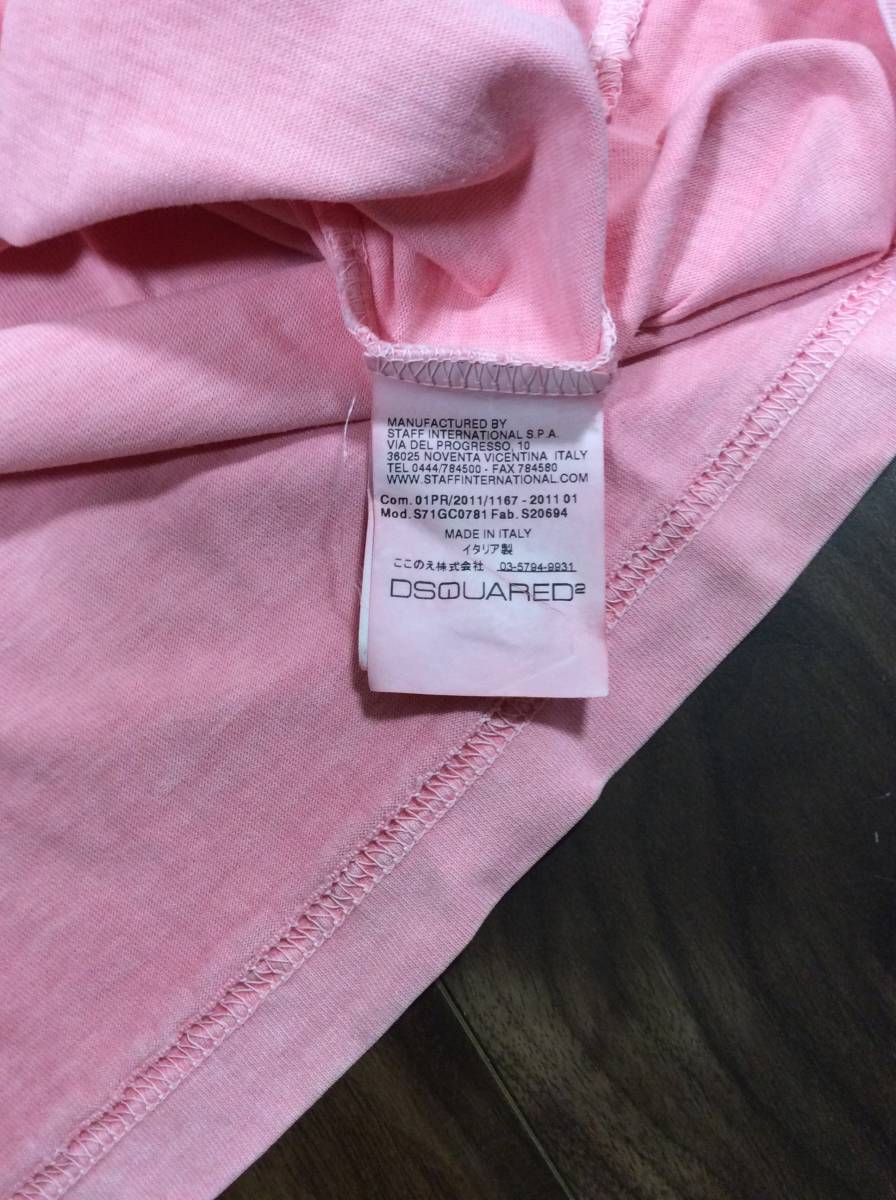 MANUFACTURED BY
STAFF INTERNATIONAL S.P.A.
VIA DEL PROGRESSO, 10
36025 NOVENTA VICENTINA ITALY
TEL 0444/784500 - FAX 784580
WWW.STAFFINTERNATIONAL.COM
Com. 01PR/2011/1167 - 2011 01
Mod. S71GC0781 Fab. S20694
MADE IN ITALY
イタリア製
ここのえ株式会社 03-5794-9931
DSQUARED²